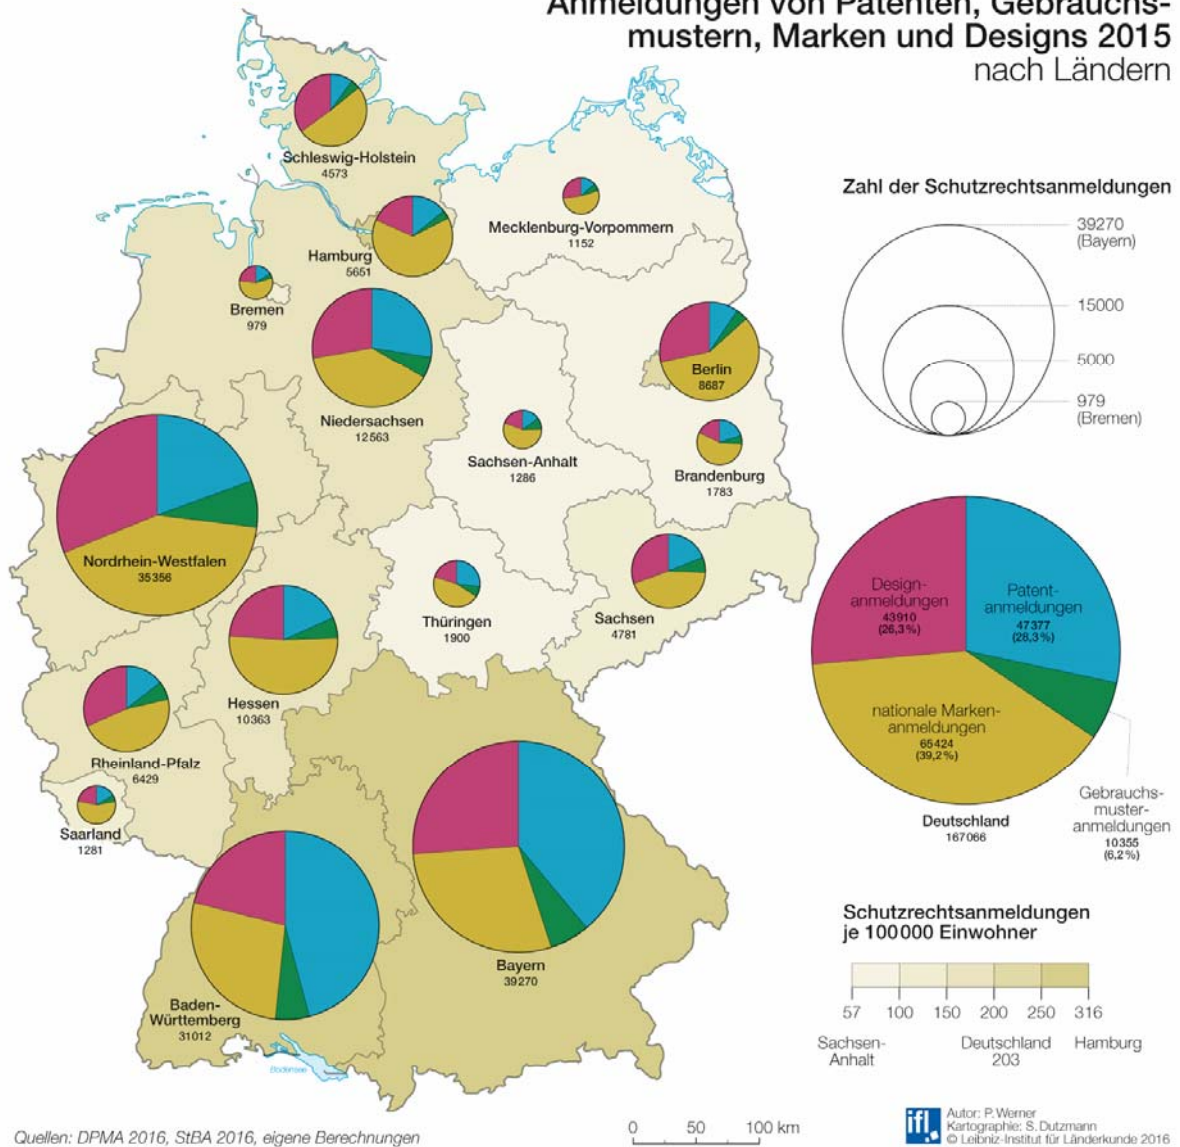 Anmeldungen von Patenten, Gebrauchs-
mustern, Marken und Designs 2015
nach Ländern
Schleswig-Holstein
4573
Mecklenburg-Vorpommern
1152
Hamburg
5651
Bremen
979
Niedersachsen
12563
Berlin
8687
Sachsen-Anhalt
1286
Brandenburg
1783
Nordrhein-Westfalen
35356
Thüringen
1900
Sachsen
4781
Hessen
10363
Rheinland-Pfalz
6429
Saarland
1281
Bayern
39270
Baden-
Württemberg
31012
Bodensee
Zahl der Schutzrechtsanmeldungen
39270
(Bayern)
15000
5000
979
(Bremen)
Design-
anmeldungen
43910
(26,3%)
Patent-
anmeldungen
47377
(28,3%)
nationale Marken-
anmeldungen
65424
(39,2%)
Gebrauchs-
muster-
anmeldungen
10355
(6,2%)
Deutschland
167066
Schutzrechtsanmeldungen
je 100000 Einwohner
57 100 150 200 250 316
Sachsen-
Anhalt
Deutschland
203
Hamburg
Quellen: DPMA 2016, StBA 2016, eigene Berechnungen
0 50 100 km
ifl
Autor: P. Werner
Kartographie: S. Dutzmann
© Leibniz-Institut für Länderkunde 2016